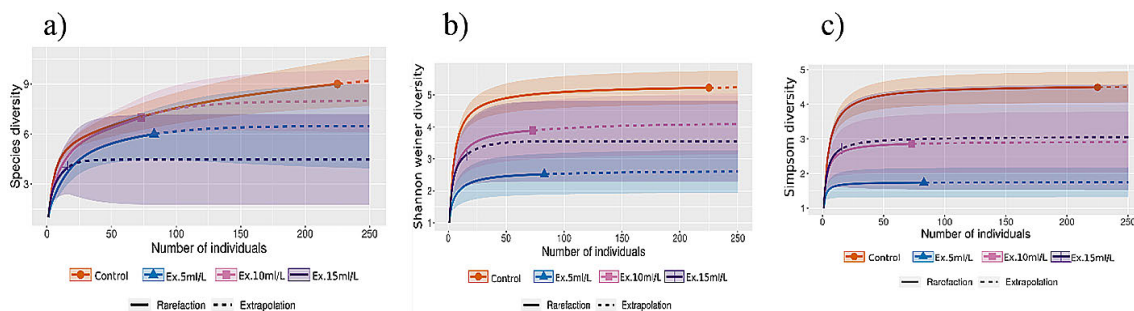 a)
Species diversity
9
6
3
0 50 100 150 200 250
Number of individuals
Control Ex.5ml/L Ex.10ml/L Ex.15ml/L
Rarefaction Extrapolation
b)
Shannon weiner diversity
5
4
3
2
1
0 50 100 150 200 250
Number of individuals
Control Ex.5ml/L Ex.10ml/L Ex.15ml/L
Rarefaction Extrapolation
c)
Simpsom diversity
5
4
3
2
1
0 50 100 150 200 250
Number of individuals
Control Ex.5ml/L Ex.10ml/L Ex.15ml/L
Rarefaction Extrapolation